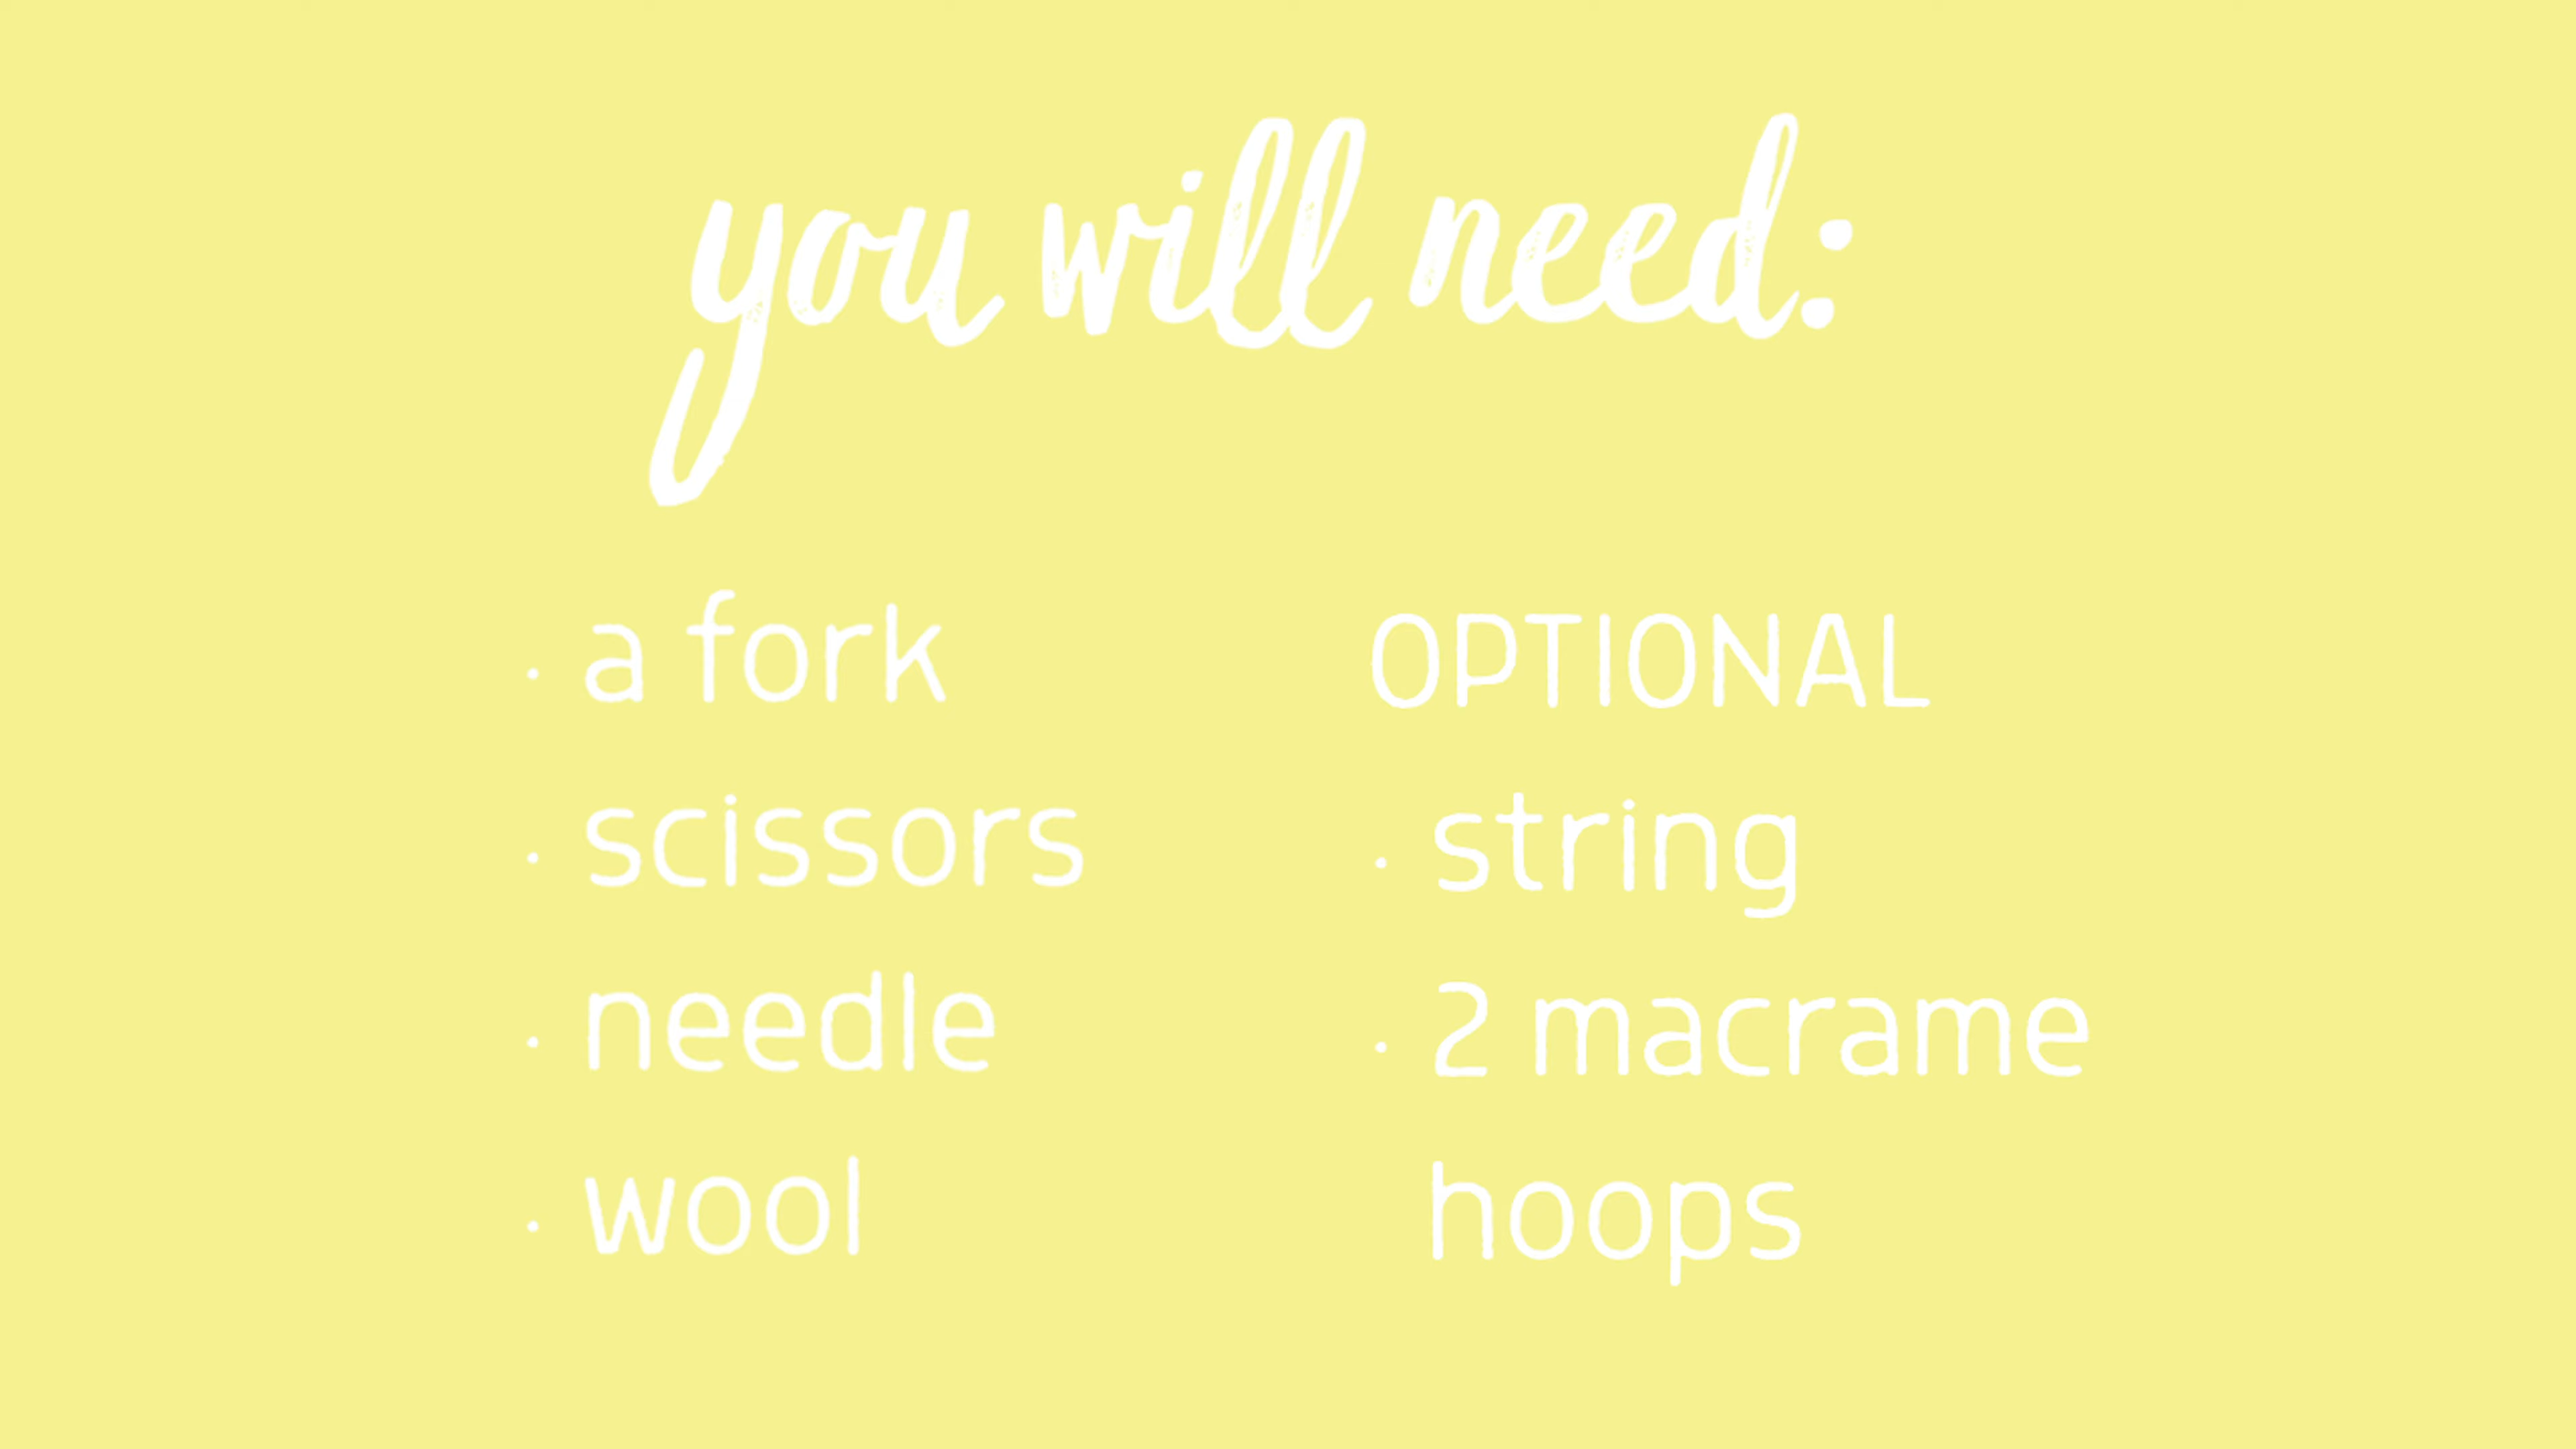 you will need:
· a fork
· scissors
· needle
· wool
OPTIONAL
· string
· 2 macrame
hoops